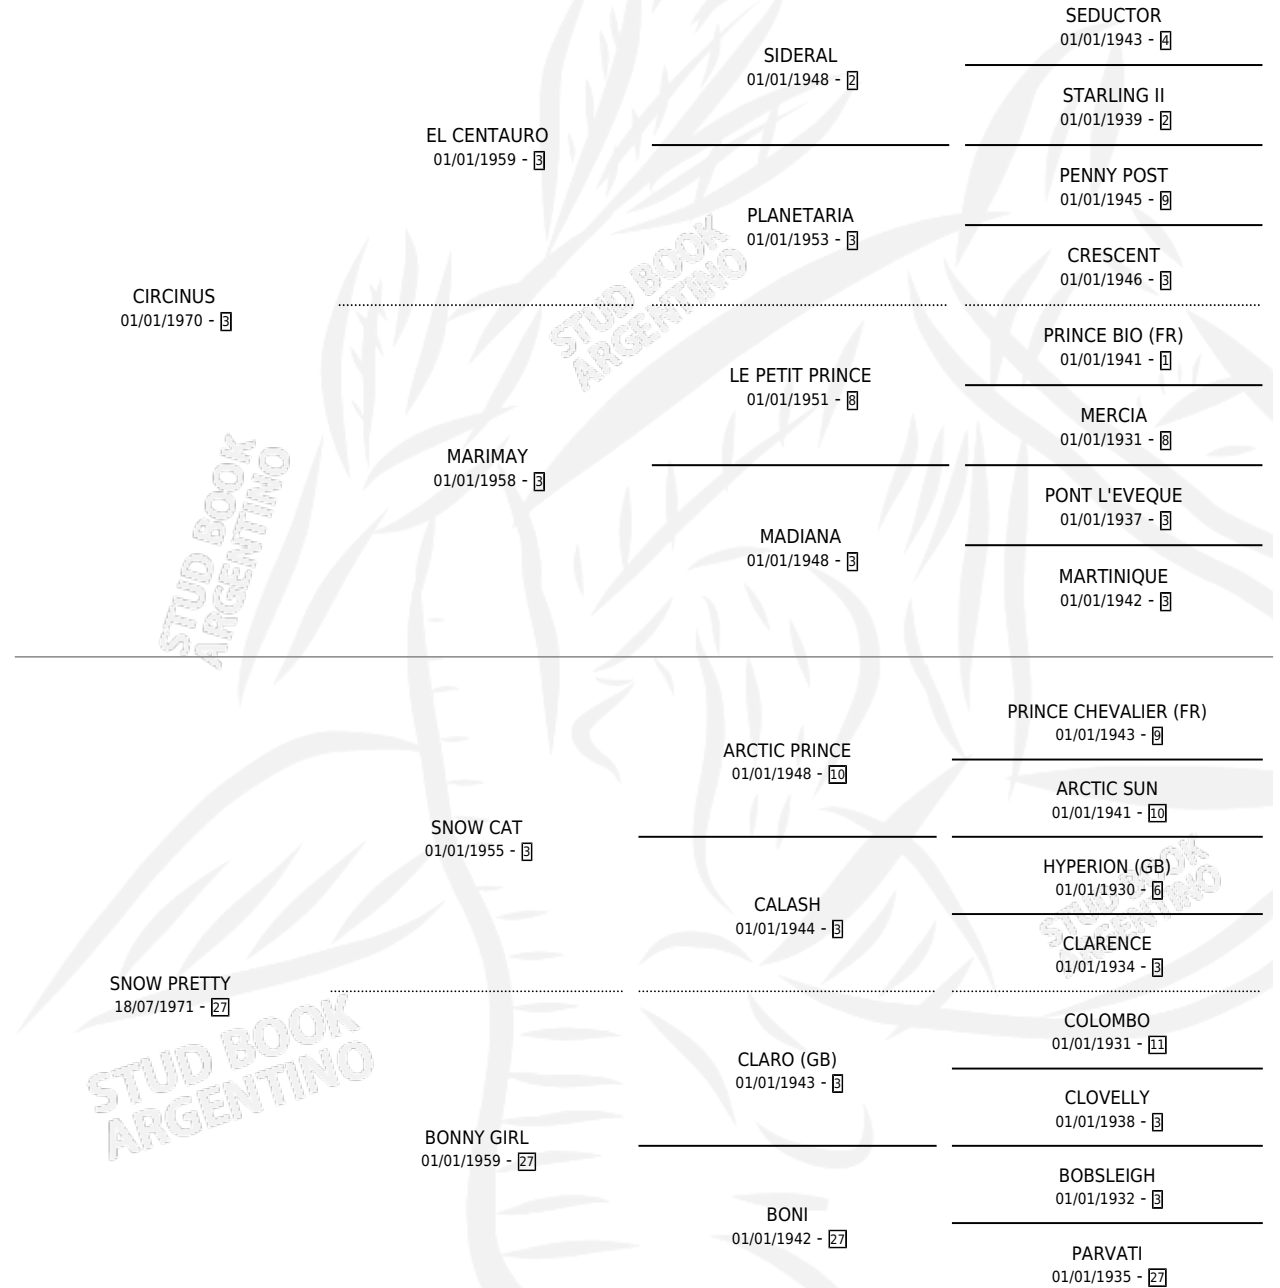 SEDUCTOR
01/01/1943 - 4
SIDERAL
01/01/1948 - 2
STARLING II
01/01/1939 - 2
EL CENTAURO
01/01/1959 - 3
PENNY POST
01/01/1945 - 9
PLANETARIA
01/01/1953 - 3
CRESCENT
01/01/1946 - 3
CIRCINUS
01/01/1970 - 3
STUD BOOK
ARGENTINO
PRINCE BIO (FR)
01/01/1941 - 1
LE PETIT PRINCE
01/01/1951 - 8
MERCIA
01/01/1931 - 8
MARIMAY
01/01/1958 - 3
PONT L'EVEQUE
01/01/1937 - 3
MADIANA
01/01/1948 - 3
MARTINIQUE
01/01/1942 - 3
STUD BOOK
ARGENTINO
PRINCE CHEVALIER (FR)
01/01/1943 - 9
ARCTIC PRINCE
01/01/1948 - 10
ARCTIC SUN
01/01/1941 - 10
SNOW CAT
01/01/1955 - 3
HYPERION (GB)
01/01/1930 - 6
CALASH
01/01/1944 - 3
STUD BOOK
ARGENTINO
CLARENCE
01/01/1934 - 3
SNOW PRETTY
18/07/1971 - 27
COLOMBO
01/01/1931 - 11
CLARO (GB)
01/01/1943 - 3
STUD BOOK
ARGENTINO
CLOVELLY
01/01/1938 - 3
BONNY GIRL
01/01/1959 - 27
BOBSLEIGH
01/01/1932 - 3
BONI
01/01/1942 - 27
PARVATI
01/01/1935 - 27